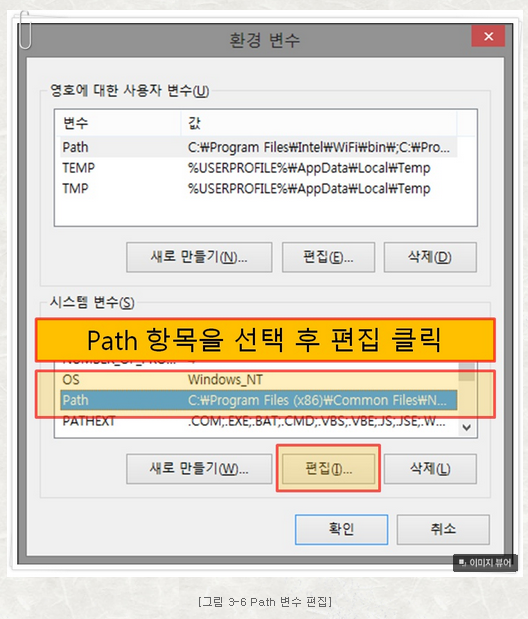 환경 변수
영호에 대한 사용자 변수(U)
변수 값
Path C:₩Program Files₩Intel₩WiFi₩bin₩;C:₩Pro...
TEMP %USERPROFILE%₩AppData₩Local₩Temp
TMP %USERPROFILE%₩AppData₩Local₩Temp
새로 만들기(N)... 편집(E)... 삭제(D)
시스템 변수(S)
Path 항목을 선택 후 편집 클릭
OS Windows_NT
Path C:₩Program Files (x86)₩Common Files₩N...
PATHEXT .COM;.EXE;.BAT;.CMD;.VBS;.VBE;.JS;.JSE;.W...
새로 만들기(W)... 편집(I)... 삭제(L)
확인 취소
이미지 뷰어
[그림 3-6 Path 변수 편집]